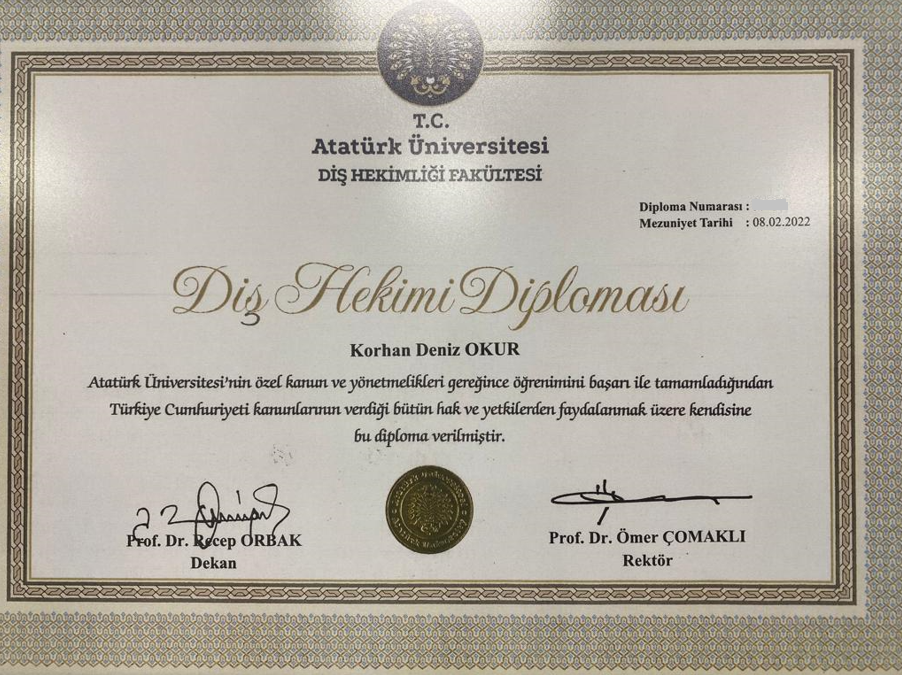 T.C.
Atatürk Üniversitesi
DİŞ HEKİMLİĞİ FAKÜLTESİ
Diploma Numarası :
Mezuniyet Tarihi : 08.02.2022
Diş Hekimi Diploması
Korhan Deniz OKUR
Atatürk Üniversitesi'nin özel kanun ve yönetmelikleri gereğince öğrenimini başarı ile tamamladığından
Türkiye Cumhuriyeti kanunlarının verdiği bütün hak ve yetkilerden faydalanmak üzere kendisine
bu diploma verilmiştir.
Prof. Dr. Recep ORBAK
Dekan
Prof. Dr. Ömer ÇOMAKLI
Rektör